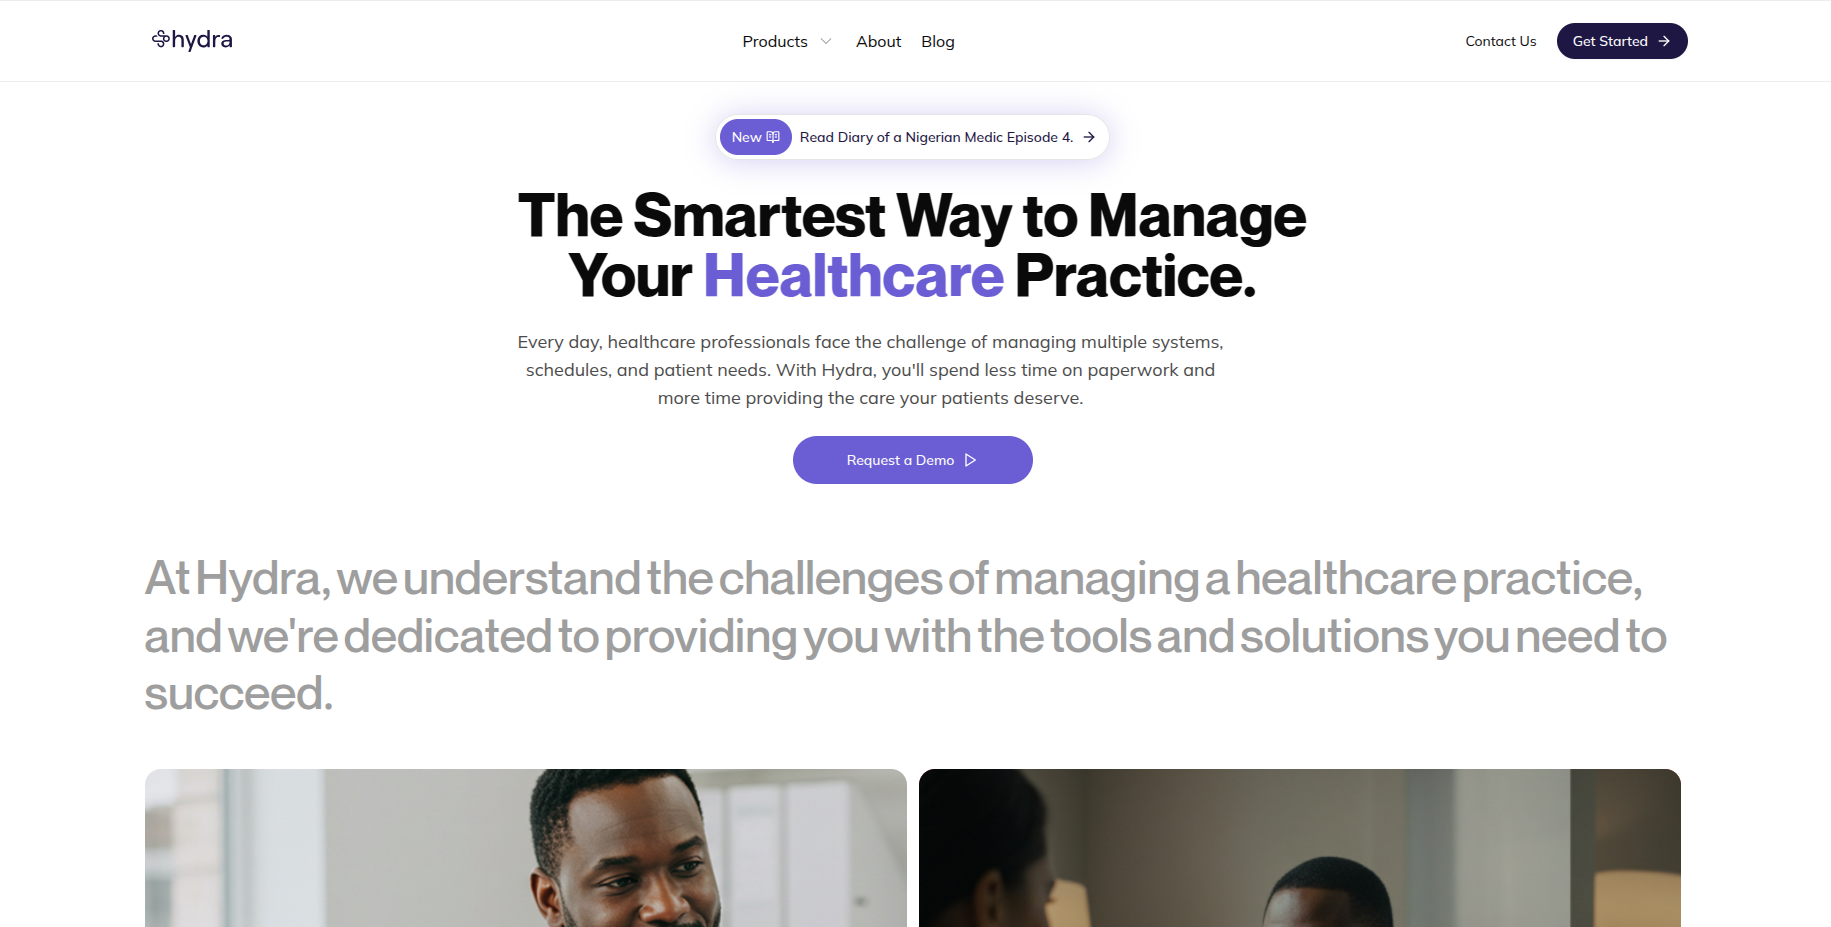 hydra
Products
About
Blog
Contact Us
Get Started
New
Read Diary of a Nigerian Medic Episode 4.
The Smartest Way to Manage
Your Healthcare Practice.
Every day, healthcare professionals face the challenge of managing multiple systems,
schedules, and patient needs. With Hydra, you'll spend less time on paperwork and
more time providing the care your patients deserve.
Request a Demo
At Hydra, we understand the challenges of managing a healthcare practice,
and we're dedicated to providing you with the tools and solutions you need to
succeed.